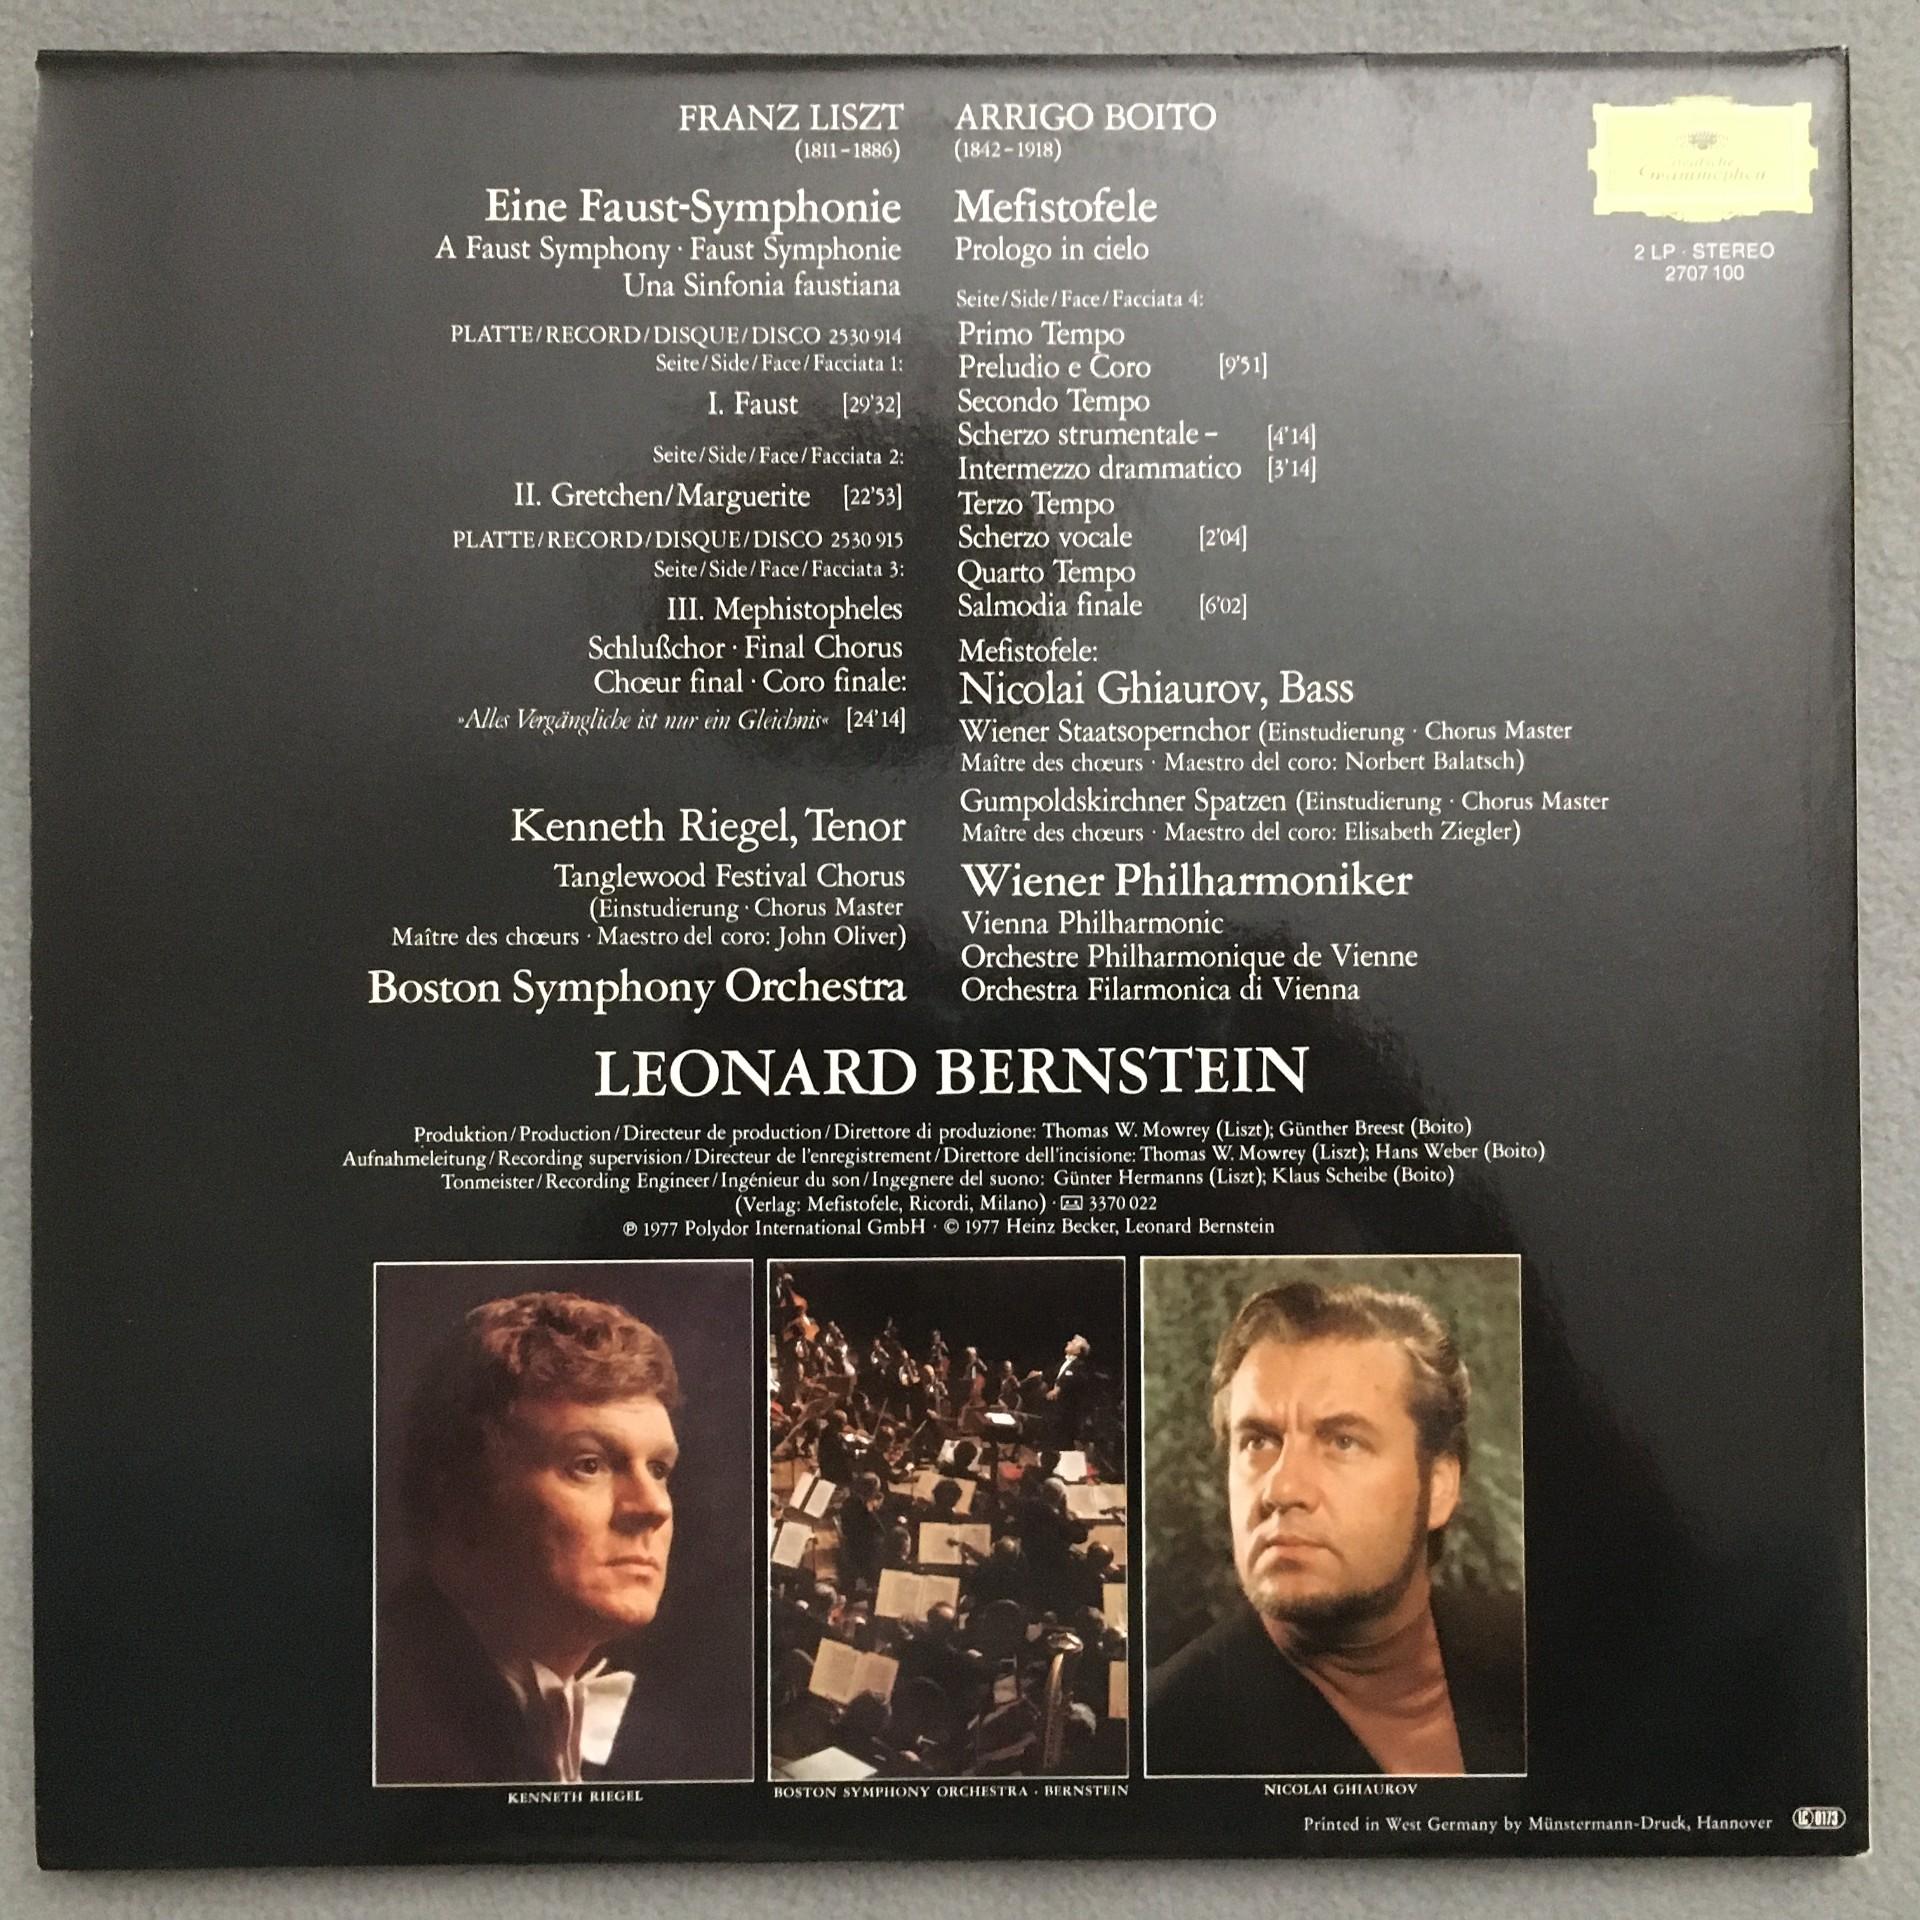 FRANZ LISZT
(1811–1886)
Eine Faust-Symphonie
A Faust Symphony · Faust Symphonie
Una Sinfonia faustiana
PLATTE/RECORD/DISQUE/DISCO 2530 914
Seite/Side/Face/Facciata 1:
I. Faust [29'32]
Seite/Side/Face/Facciata 2:
II. Gretchen/Marguerite [22'53]
PLATTE/RECORD/DISQUE/DISCO 2530 915
Seite/Side/Face/Facciata 3:
III. Mephistopheles
Schlußchor · Final Chorus
Chœur final · Coro finale:
»Alles Vergängliche ist nur ein Gleichnis« [24'14]
Kenneth Riegel, Tenor
Tanglewood Festival Chorus
(Einstudierung · Chorus Master
Maître des chœurs · Maestro del coro: John Oliver)
Boston Symphony Orchestra
ARRIGO BOITO
(1842–1918)
Mefistofele
Prologo in cielo
Seite/Side/Face/Facciata 4:
Primo Tempo
Preludio e Coro [9'51]
Secondo Tempo
Scherzo strumentale – [4'14]
Intermezzo drammatico [3'14]
Terzo Tempo
Scherzo vocale [2'04]
Quarto Tempo
Salmodia finale [6'02]
Mefistofele:
Nicolai Ghiaurov, Bass
Wiener Staatsopernchor (Einstudierung · Chorus Master
Maître des chœurs · Maestro del coro: Norbert Balatsch)
Gumpoldskirchner Spatzen (Einstudierung · Chorus Master
Maître des chœurs · Maestro del coro: Elisabeth Ziegler)
Wiener Philharmoniker
Vienna Philharmonic
Orchestre Philharmonique de Vienne
Orchestra Filarmonica di Vienna
Deutsche
Grammophon
2 LP · STEREO
2707 100
LEONARD BERNSTEIN
Produktion/Production/Directeur de production/Direttore di produzione: Thomas W. Mowrey (Liszt); Günther Breest (Boito)
Aufnahmeleitung/Recording supervision/Directeur de l'enregistrement/Direttore dell'incisione: Thomas W. Mowrey (Liszt); Hans Weber (Boito)
Tonmeister/Recording Engineer/Ingénieur du son/Ingegnere del suono: Günter Hermanns (Liszt); Klaus Scheibe (Boito)
(Verlag: Mefistofele, Ricordi, Milano) · 3370 022
℗ 1977 Polydor International GmbH · © 1977 Heinz Becker, Leonard Bernstein
KENNETH RIEGEL
BOSTON SYMPHONY ORCHESTRA · BERNSTEIN
NICOLAI GHIAUROV
Printed in West Germany by Münstermann-Druck, Hannover
LC 0173